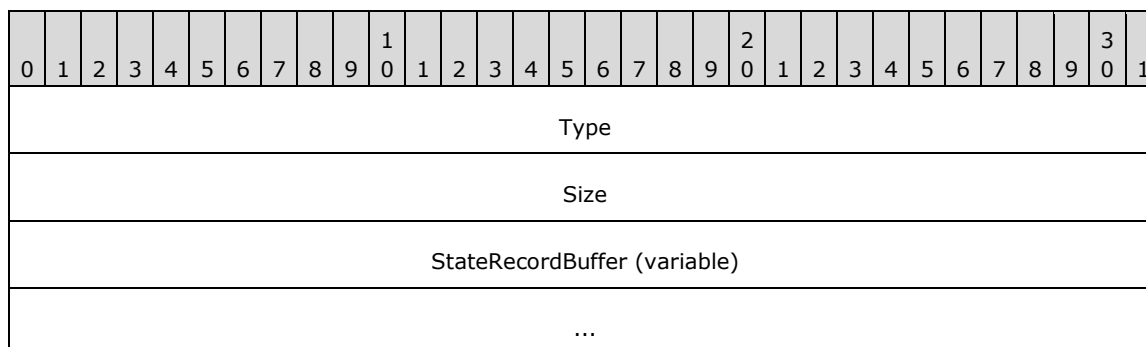 1 2 3
0 1 2 3 4 5 6 7 8 9 0 1 2 3 4 5 6 7 8 9 0 1 2 3 4 5 6 7 8 9 0 1
Type
Size
StateRecordBuffer (variable)
...